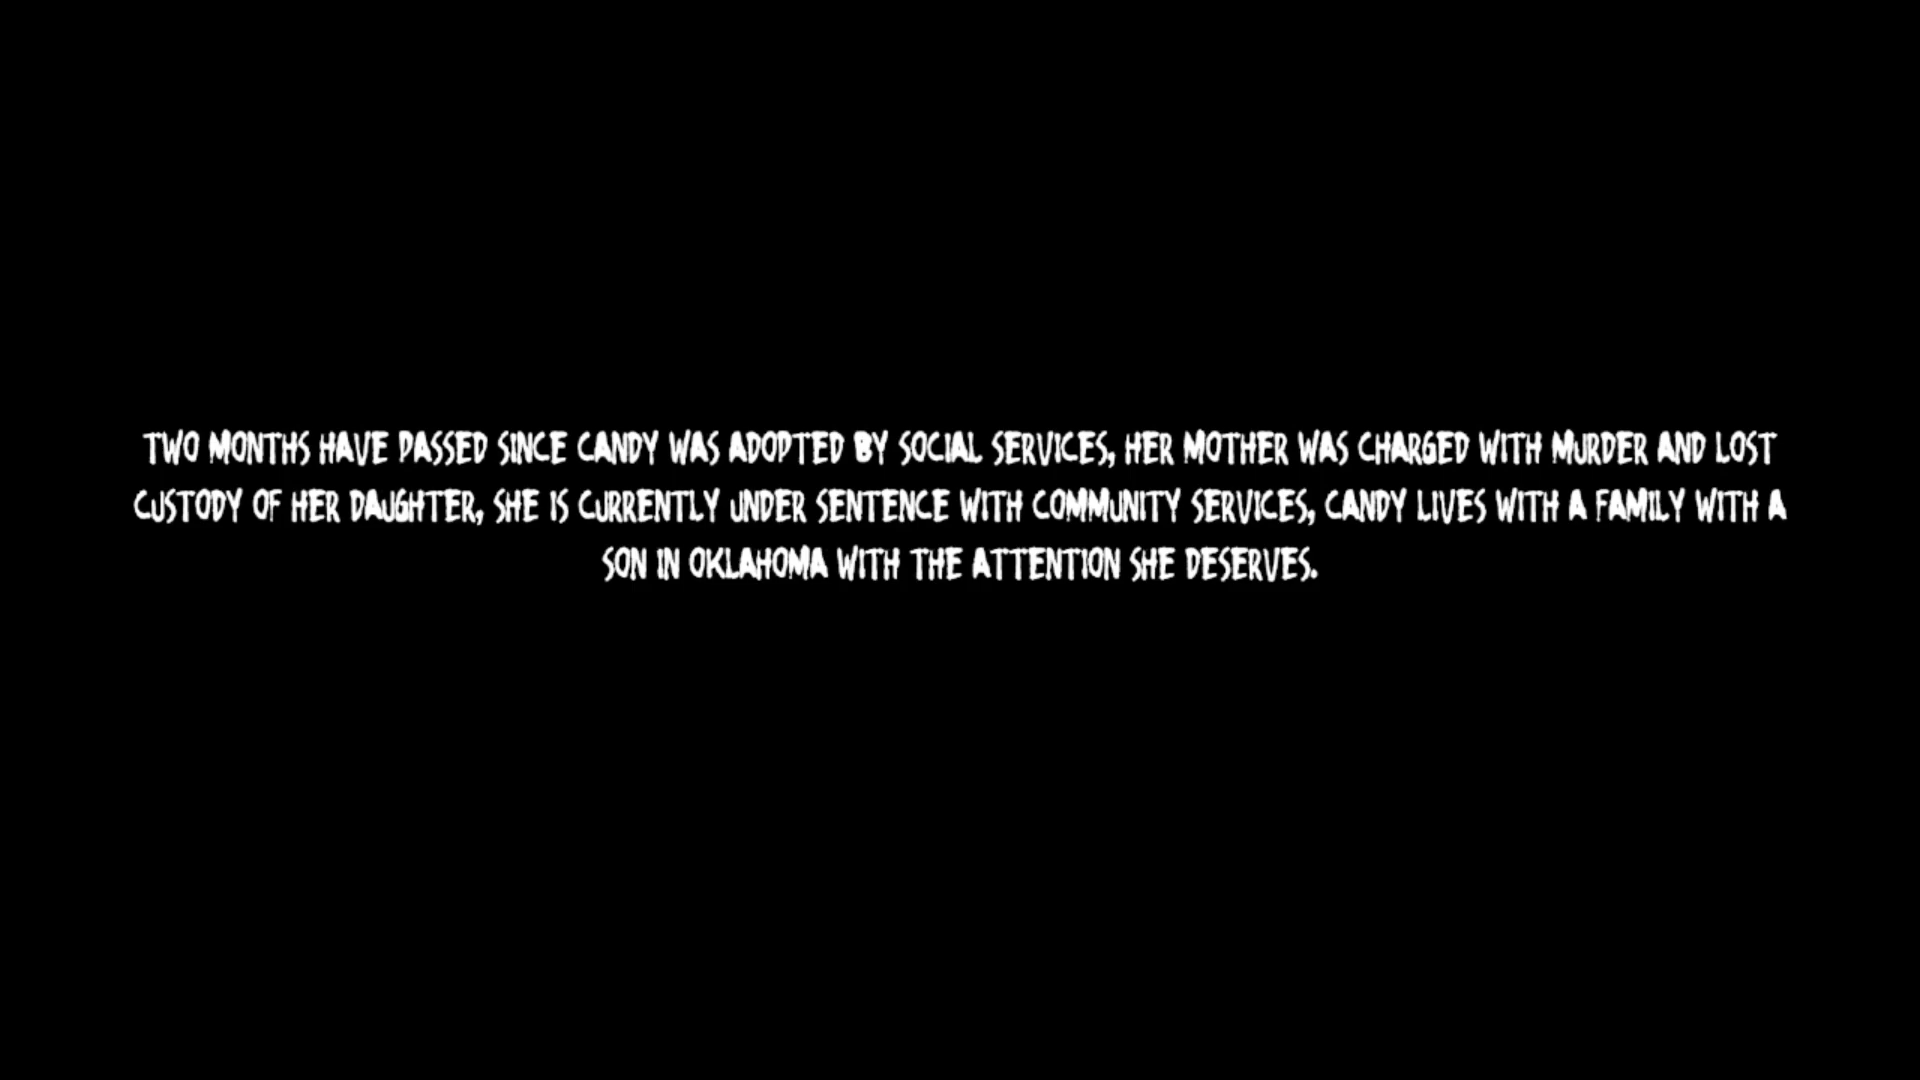 TWO MONTHS HAVE PASSED SINCE CANDY WAS ADOPTED BY SOCIAL SERVICES, HER MOTHER WAS CHARGED WITH MURDER AND LOST
CUSTODY OF HER DAUGHTER, SHE IS CURRENTLY UNDER SENTENCE WITH COMMUNITY SERVICES, CANDY LIVES WITH A FAMILY WITH A
SON IN OKLAHOMA WITH THE ATTENTION SHE DESERVES.